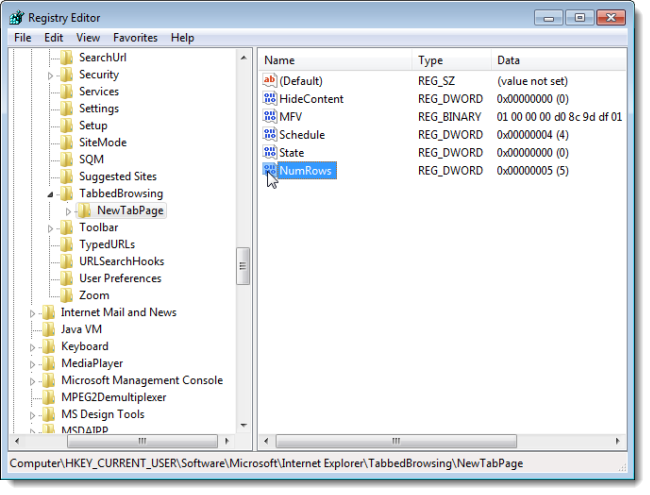 Registry Editor
File Edit View Favorites Help
SearchUrl
Security
Services
Settings
Setup
SiteMode
SQM
Suggested Sites
TabbedBrowsing
NewTabPage
Toolbar
TypedURLs
URLSearchHooks
User Preferences
Zoom
Internet Mail and News
Java VM
Keyboard
MediaPlayer
Microsoft Management Console
MPEG2Demultiplexer
MS Design Tools
MSDAIPP
Name Type Data
ab (Default) REG_SZ (value not set)
HideContent REG_DWORD 0x00000000 (0)
MFV REG_BINARY 01 00 00 00 d0 8c 9d df 01
Schedule REG_DWORD 0x00000004 (4)
State REG_DWORD 0x00000000 (0)
NumRows REG_DWORD 0x00000005 (5)
Computer\HKEY_CURRENT_USER\Software\Microsoft\Internet Explorer\TabbedBrowsing\NewTabPage